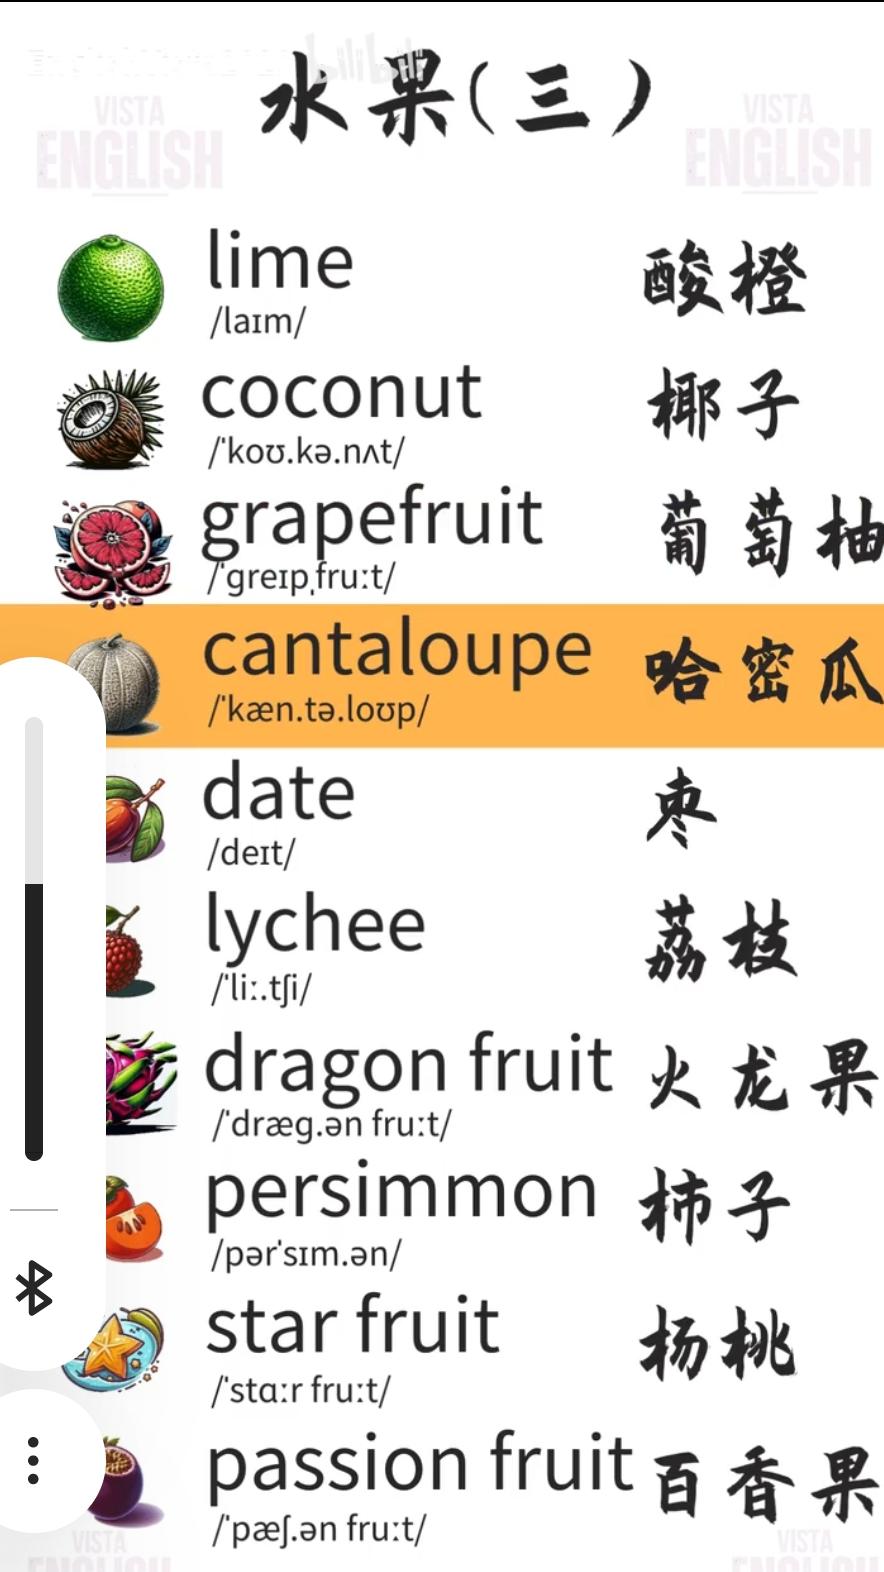 水果(三)
bilibili
VISTA
ENGLISH
VISTA
ENGLISH
lime 酸橙
/laɪm/
coconut 椰子
/ˈkoʊ.kə.nʌt/
grapefruit 葡萄柚
/ˈɡreɪpˌfruːt/
cantaloupe 哈密瓜
/ˈkæn.tə.loʊp/
date 枣
/deɪt/
lychee 荔枝
/ˈliː.tʃi/
dragon fruit 火龙果
/ˈdræɡ.ən fruːt/
persimmon 柿子
/pərˈsɪm.ən/
star fruit 杨桃
/ˈstɑːr fruːt/
passion fruit 百香果
/ˈpæʃ.ən fruːt/
VISTA
ENGLISH
VISTA
ENGLISH